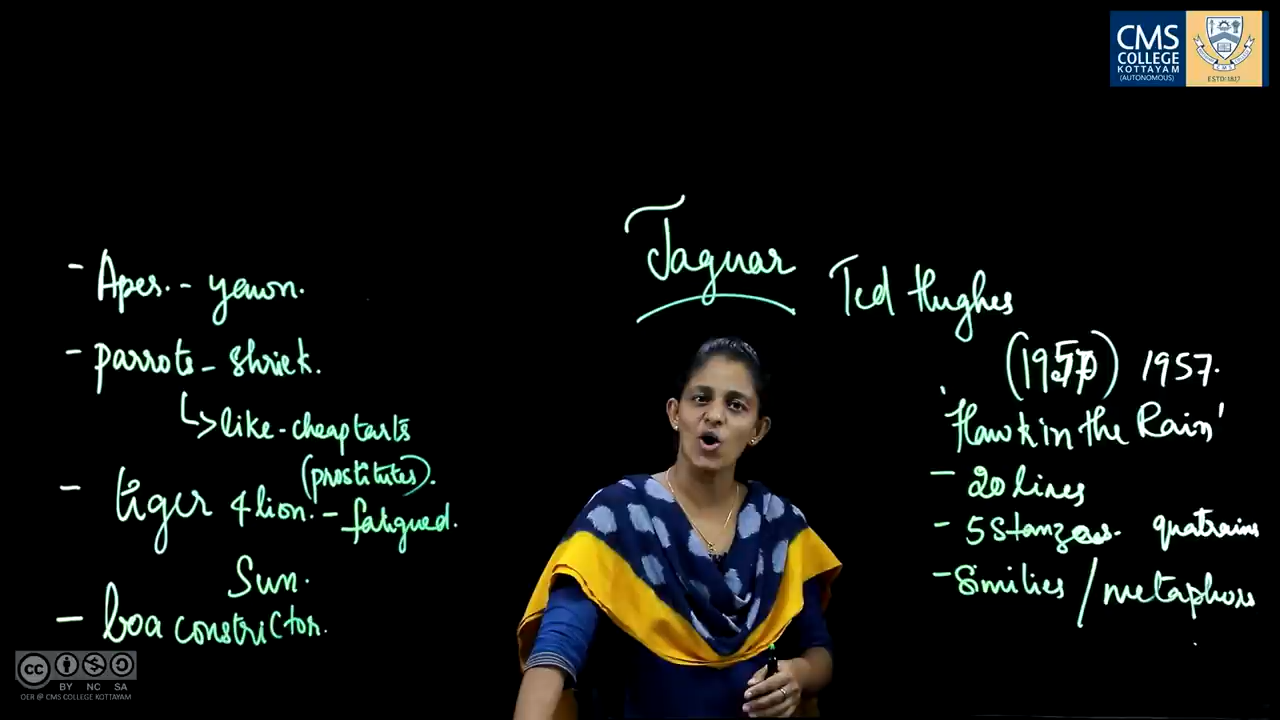 CMS
COLLEGE
KOTTAYAM
(AUTONOMOUS)
ESTD:1817
Jaguar
Ted Hughes
1957.
'Hawk in the Rain'
- 20 lines
- 5 Stanzas. quatrains
- Similies / metaphors
- Apes. - yawn.
- parrots - shriek.
↳ like - cheap tarts
(prostitutes).
- tiger & lion. - fatigued.
Sun.
- boa constrictor.
cc
BY NC SA
OER @ CMS COLLEGE KOTTAYAM